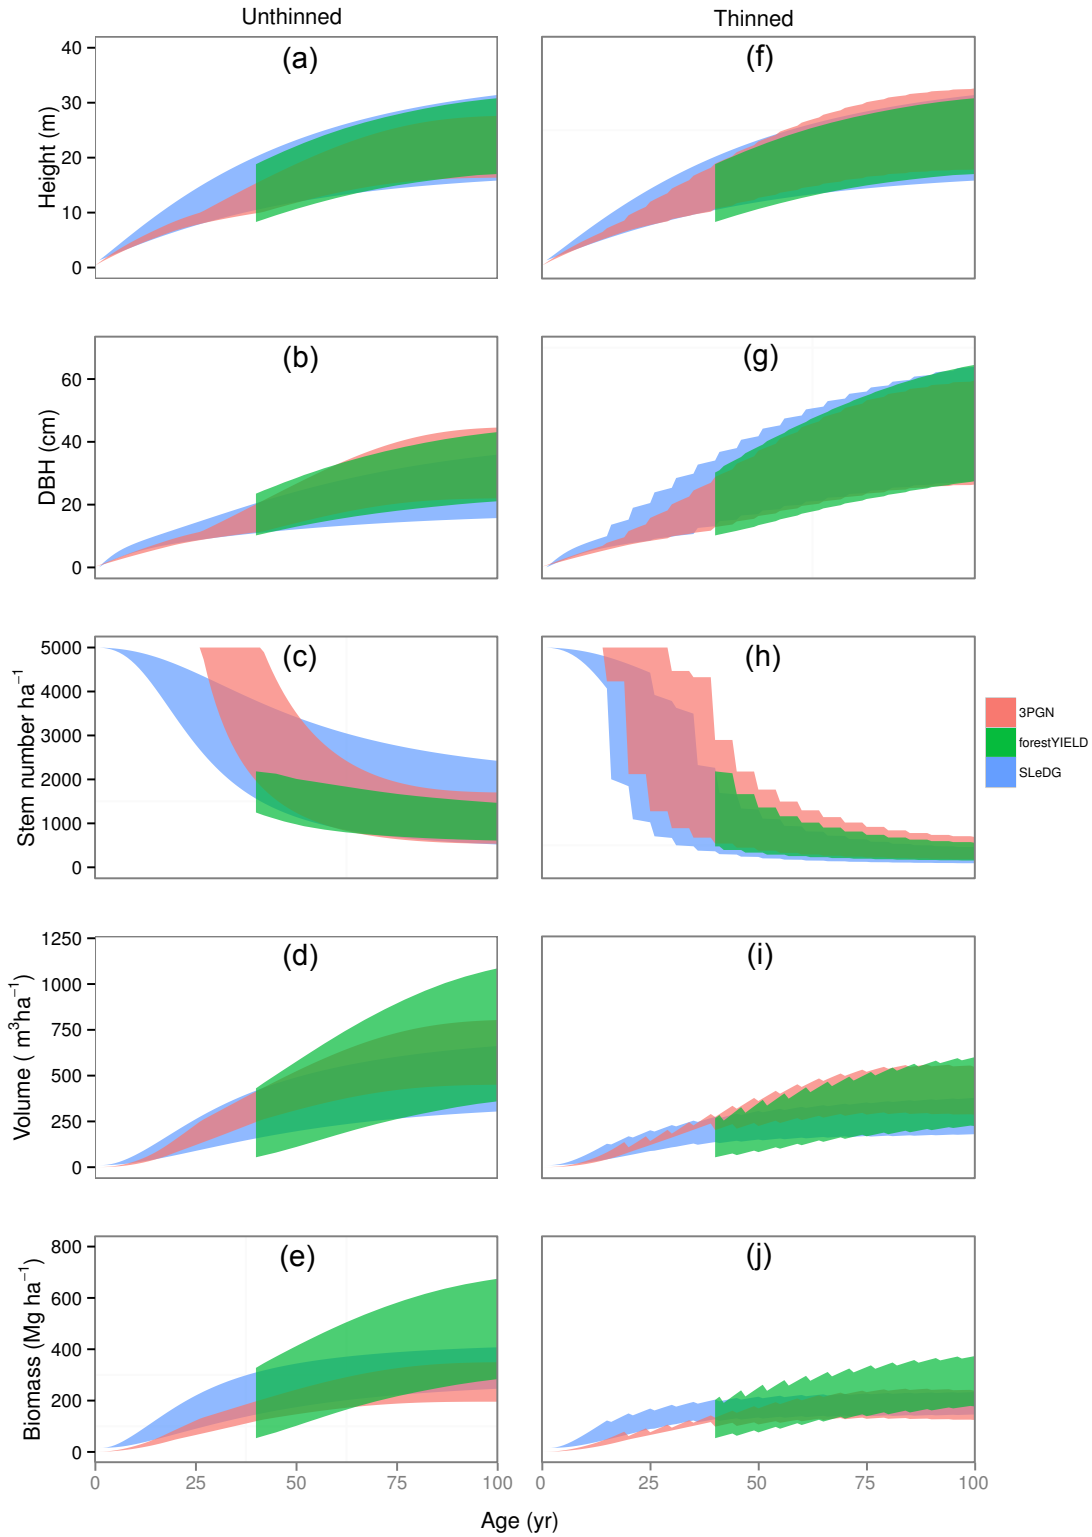 Unthinned
Thinned
(a)
(f)
Height (m)
40
30
20
10
0
(b)
(g)
DBH (cm)
60
40
20
0
(c)
(h)
Stem number ha⁻¹
5000
4000
3000
2000
1000
0
3PGN
forestYIELD
SLeDG
(d)
(i)
Volume ( m³ha⁻¹)
1250
1000
750
500
250
0
(e)
(j)
Biomass (Mg ha⁻¹)
800
600
400
200
0
0 25 50 75 100
0 25 50 75 100
Age (yr)